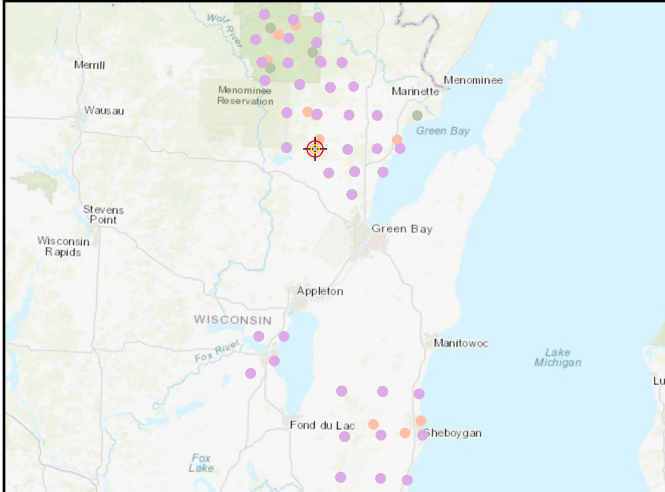 Wolf
River
Merrill
Menominee
Menominee
Reservation
Marinette
Wausau
Green Bay
Stevens
Point
Green Bay
Wisconsin
Rapids
Appleton
WISCONSIN
Manitowoc
Fox River
Lake
Michigan
Lu
Fond du Lac
Sheboygan
Fox
Lake